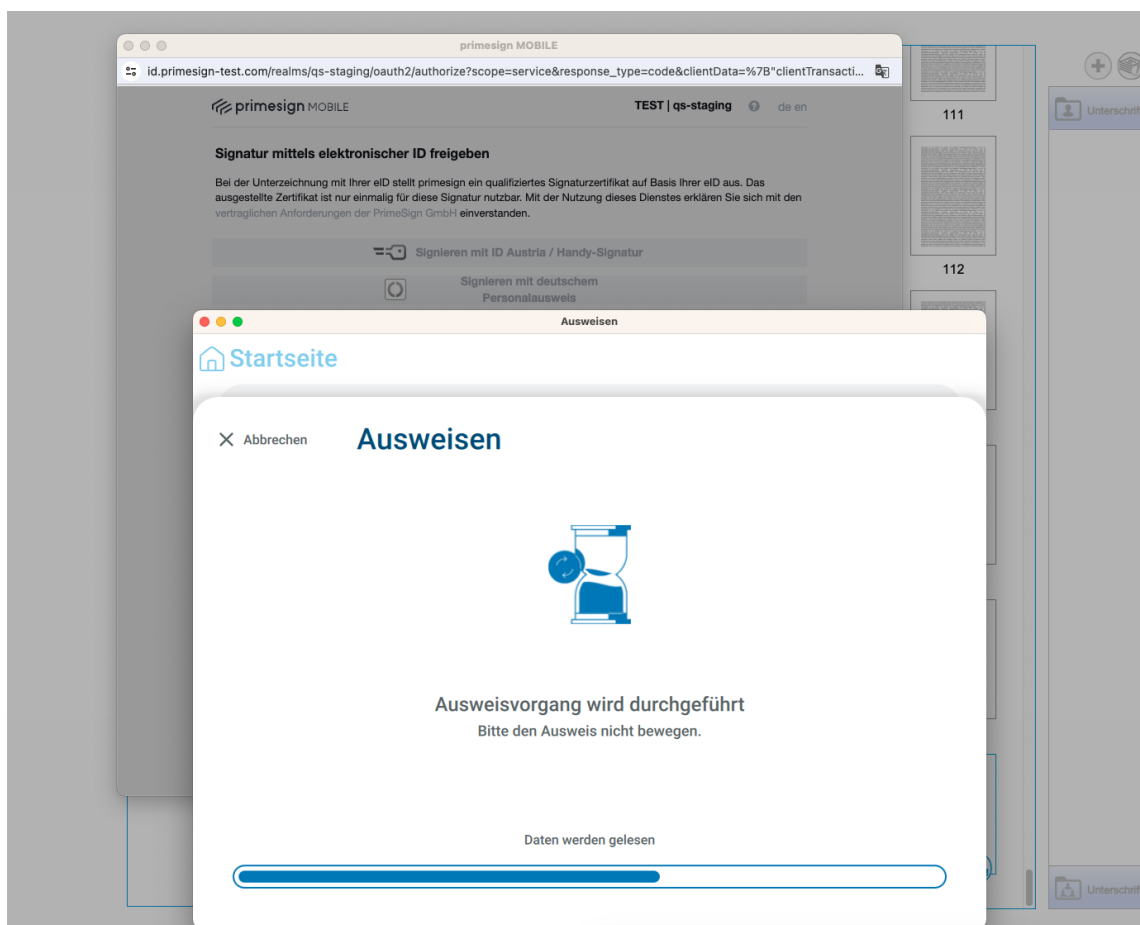 primesign MOBILE
id.primesign-test.com/realms/qs-staging/oauth2/authorize?scope=service&response_type=code&clientData=%7B"clientTransacti...
primesign MOBILE
TEST | qs-staging
de en
Signatur mittels elektronischer ID freigeben
Bei der Unterzeichnung mit Ihrer eID stellt primesign ein qualifiziertes Signaturzertifikat auf Basis Ihrer eID aus. Das
ausgestellte Zertifikat ist nur einmalig für diese Signatur nutzbar. Mit der Nutzung dieses Dienstes erklären Sie sich mit den
vertraglichen Anforderungen der PrimeSign GmbH einverstanden.
Signieren mit ID Austria / Handy-Signatur
Signieren mit deutschem
Personalausweis
111
112
Unterschrif
Ausweisen
Startseite
Abbrechen
Ausweisen
Ausweisvorgang wird durchgeführt
Bitte den Ausweis nicht bewegen.
Daten werden gelesen
Unterschrif